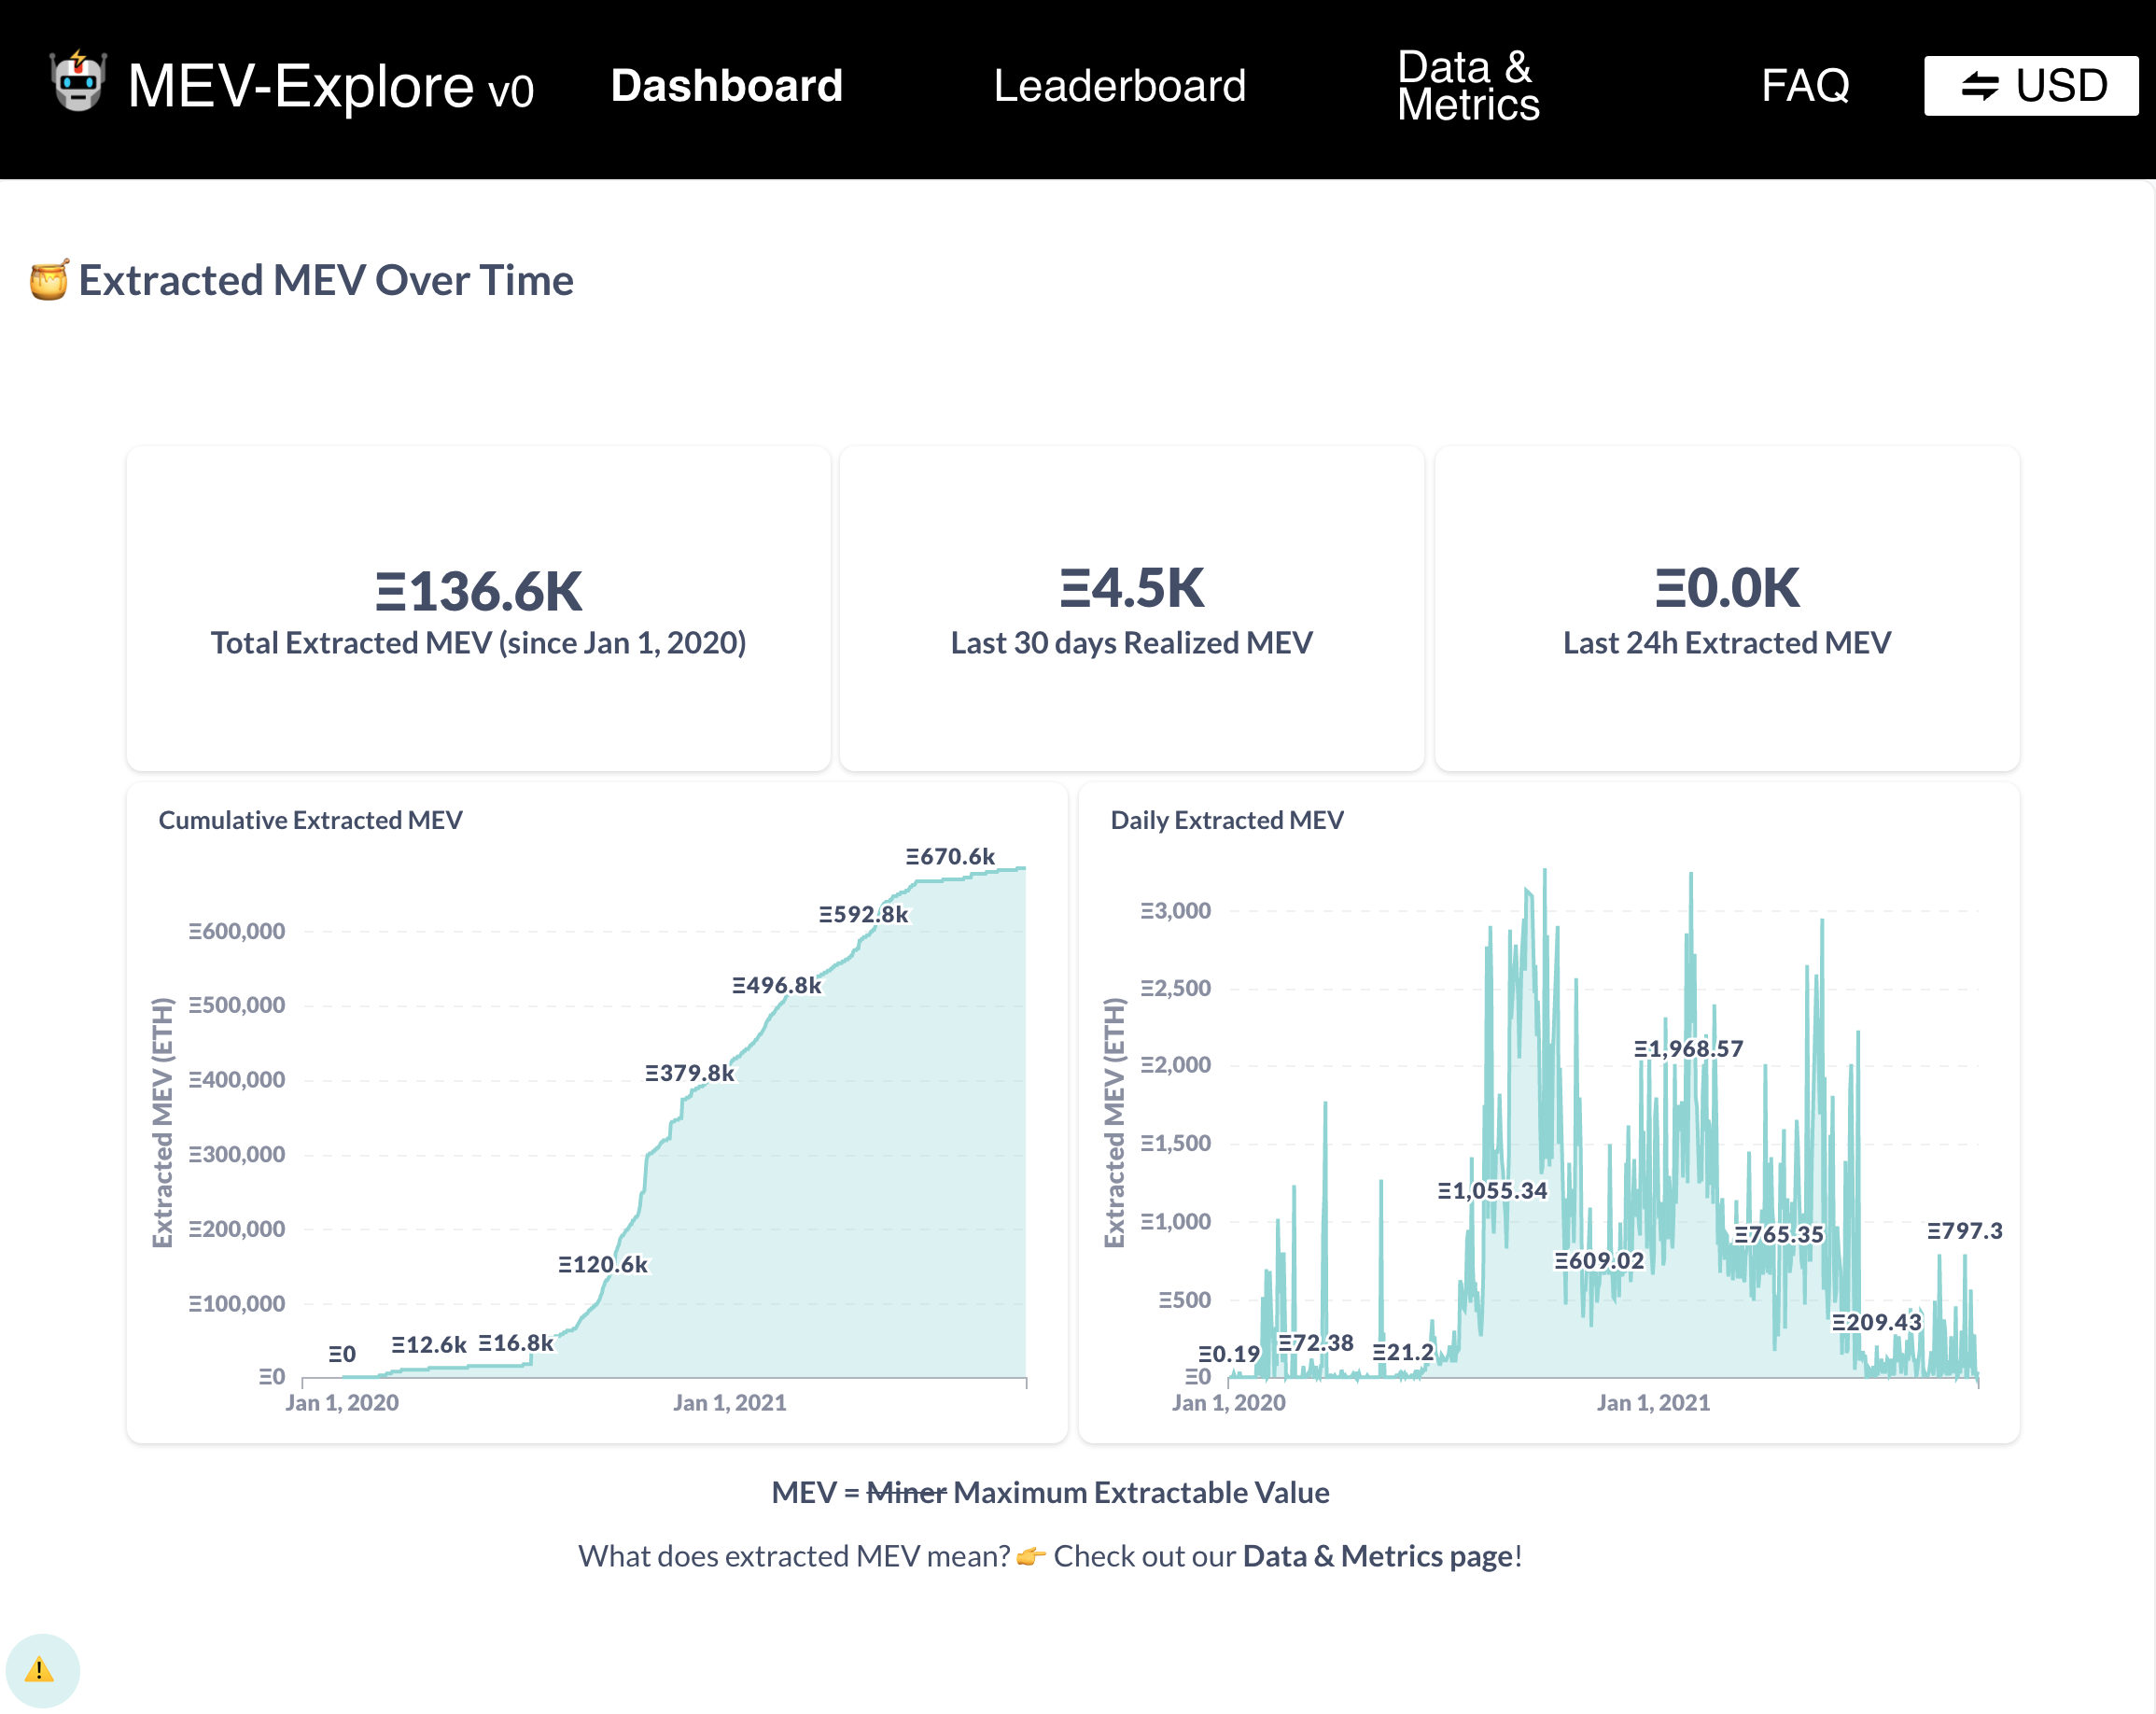 MEV-Explore v0
Dashboard
Leaderboard
Data &
Metrics
FAQ
⇌ USD
Extracted MEV Over Time
Ξ136.6K
Total Extracted MEV (since Jan 1, 2020)
Ξ4.5K
Last 30 days Realized MEV
Ξ0.0K
Last 24h Extracted MEV
Cumulative Extracted MEV
Extracted MEV (ETH)
Ξ600,000
Ξ500,000
Ξ400,000
Ξ300,000
Ξ200,000
Ξ100,000
Ξ0
Ξ0
Ξ12.6k
Ξ16.8k
Ξ120.6k
Ξ379.8k
Ξ496.8k
Ξ592.8k
Ξ670.6k
Jan 1, 2020
Jan 1, 2021
Daily Extracted MEV
Extracted MEV (ETH)
Ξ3,000
Ξ2,500
Ξ2,000
Ξ1,500
Ξ1,000
Ξ500
Ξ0
Ξ0.19
Ξ72.38
Ξ21.2
Ξ1,055.34
Ξ609.02
Ξ1,968.57
Ξ765.35
Ξ209.43
Ξ797.3
Jan 1, 2020
Jan 1, 2021
MEV = Miner Maximum Extractable Value
What does extracted MEV mean? 👉 Check out our Data & Metrics page!